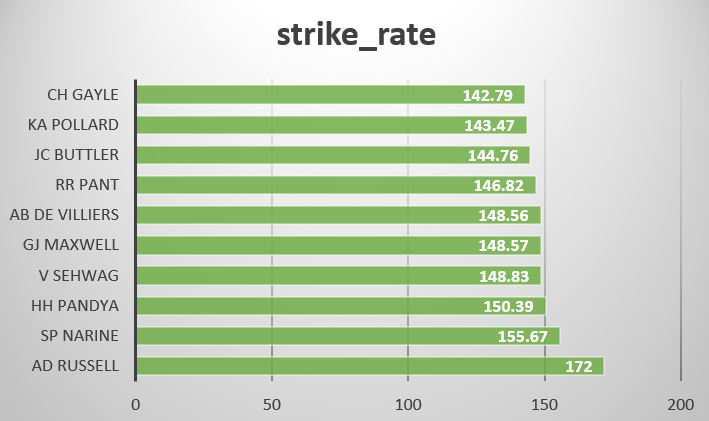 strike_rate
CH GAYLE 142.79
KA POLLARD 143.47
JC BUTTLER 144.76
RR PANT 146.82
AB DE VILLIERS 148.56
GJ MAXWELL 148.57
V SEHWAG 148.83
HH PANDYA 150.39
SP NARINE 155.67
AD RUSSELL 172
0 50 100 150 200